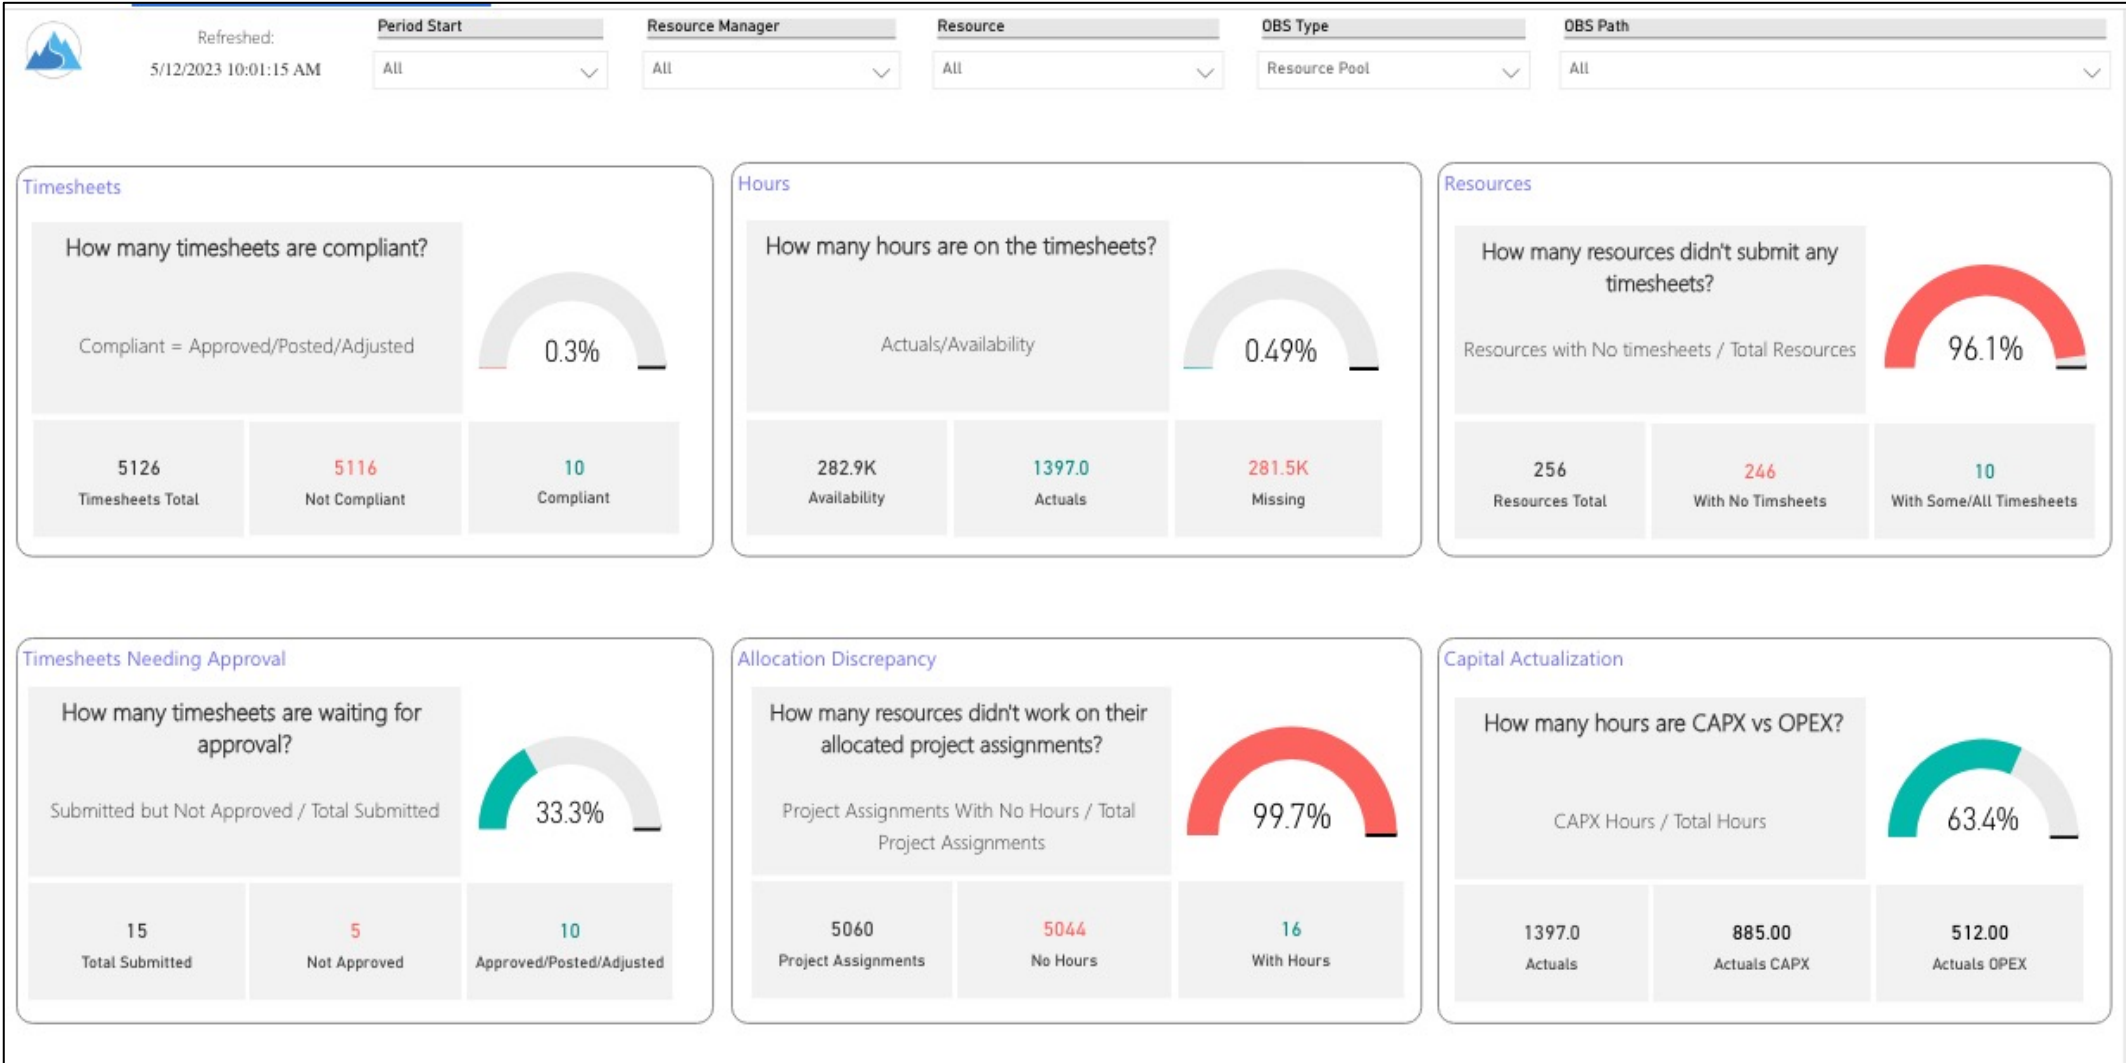 Refreshed:
5/12/2023 10:01:15 AM
Period Start
All
Resource Manager
All
Resource
All
OBS Type
Resource Pool
OBS Path
All
Timesheets
How many timesheets are compliant?
Compliant = Approved/Posted/Adjusted
0.3%
5126
Timesheets Total
5116
Not Compliant
10
Compliant
Hours
How many hours are on the timesheets?
Actuals/Availability
0.49%
282.9K
Availability
1397.0
Actuals
281.5K
Missing
Resources
How many resources didn't submit any
timesheets?
Resources with No timesheets / Total Resources
96.1%
256
Resources Total
246
With No Timsheets
10
With Some/All Timesheets
Timesheets Needing Approval
How many timesheets are waiting for
approval?
Submitted but Not Approved / Total Submitted
33.3%
15
Total Submitted
5
Not Approved
10
Approved/Posted/Adjusted
Allocation Discrepancy
How many resources didn't work on their
allocated project assignments?
Project Assignments With No Hours / Total
Project Assignments
99.7%
5060
Project Assignments
5044
No Hours
16
With Hours
Capital Actualization
How many hours are CAPX vs OPEX?
CAPX Hours / Total Hours
63.4%
1397.0
Actuals
885.00
Actuals CAPX
512.00
Actuals OPEX